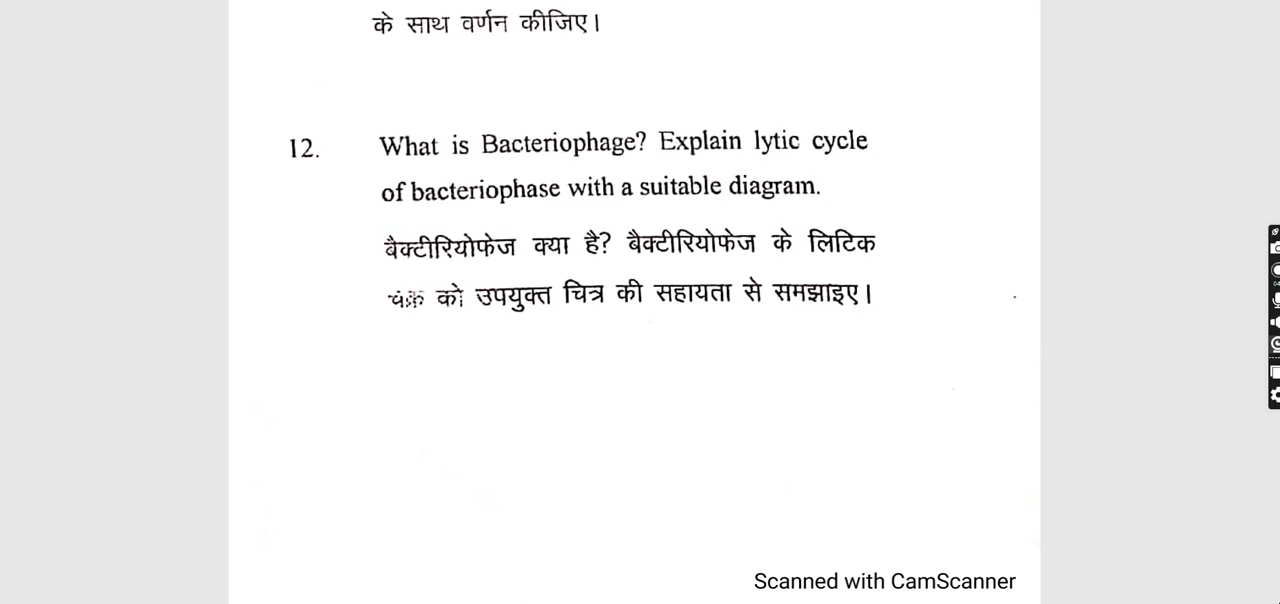 के साथ वर्णन कीजिए।
12. What is Bacteriophage? Explain lytic cycle
of bacteriophase with a suitable diagram.
बैक्टीरियोफेज क्या है? बैक्टीरियोफेज के लिटिक
चक्र को उपयुक्त चित्र की सहायता से समझाइए।
Scanned with CamScanner